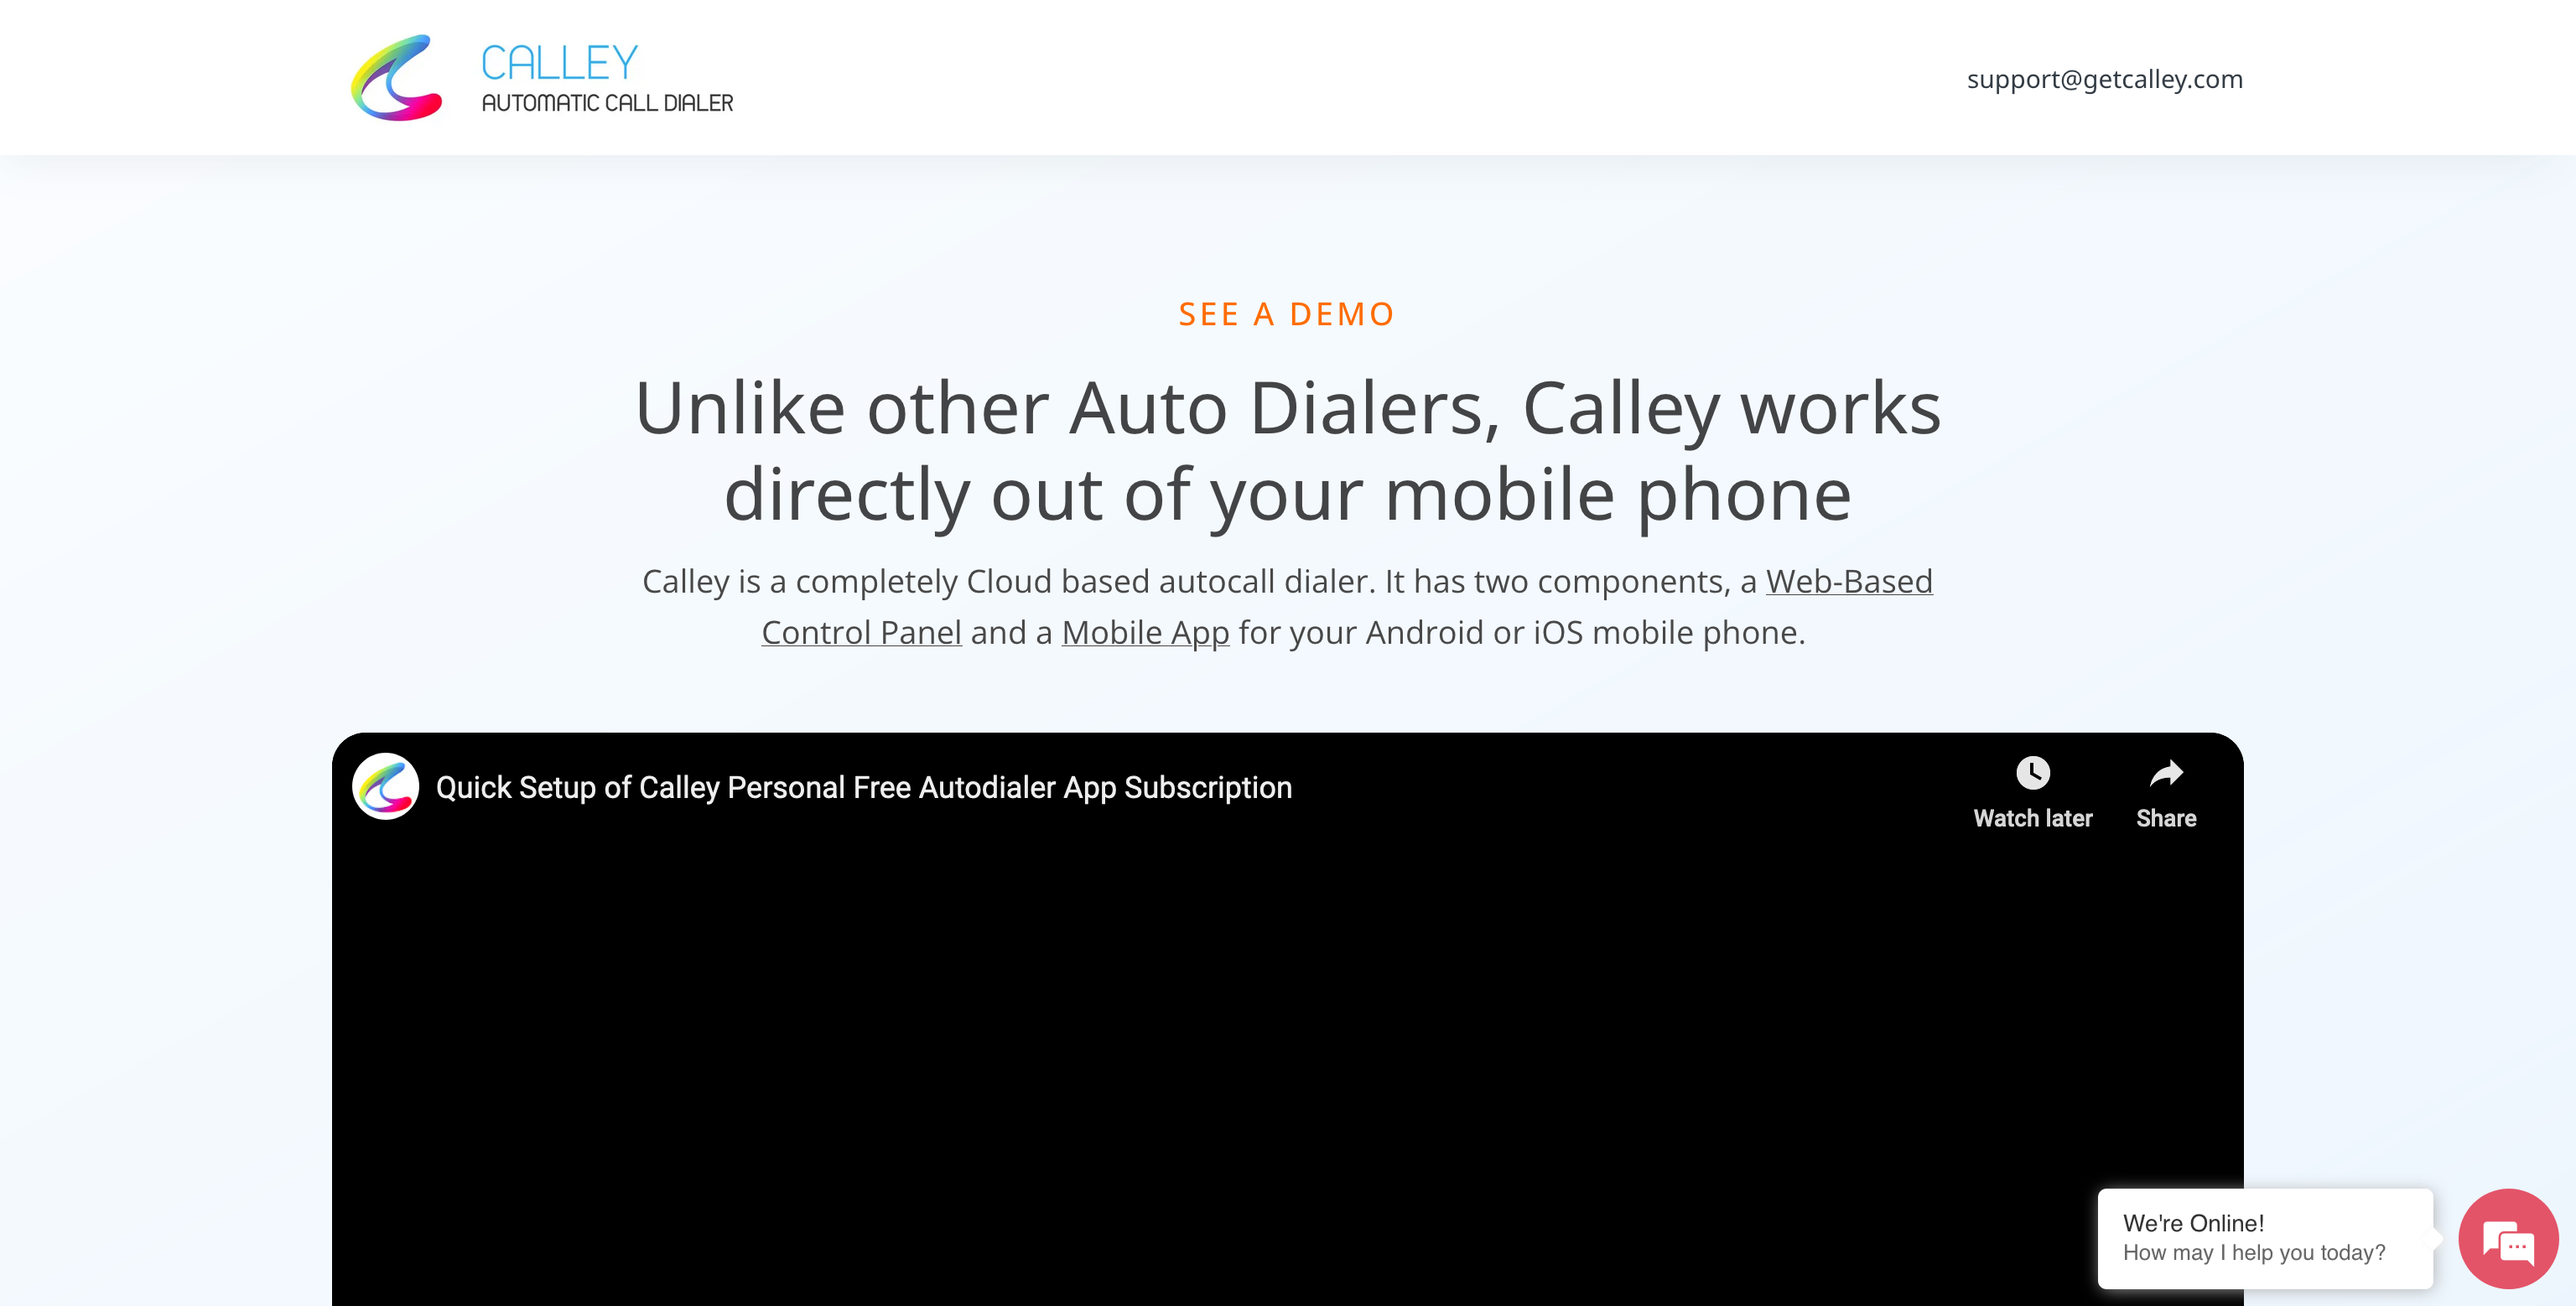 CALLEY
AUTOMATIC CALL DIALER
support@getcalley.com
SEE A DEMO
Unlike other Auto Dialers, Calley works
directly out of your mobile phone
Calley is a completely Cloud based autocall dialer. It has two components, a Web-Based
Control Panel and a Mobile App for your Android or iOS mobile phone.
Quick Setup of Calley Personal Free Autodialer App Subscription
Watch later
Share
We're Online!
How may I help you today?